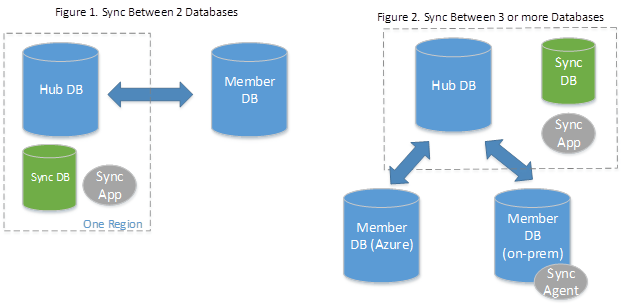 Figure 1. Sync Between 2 Databases
Hub DB
Member
DB
Sync DB
Sync
App
One Region
Figure 2. Sync Between 3 or more Databases
Hub DB
Sync
DB
Sync
App
Member
DB (Azure)
Member
DB
(on-prem)
Sync
Agent